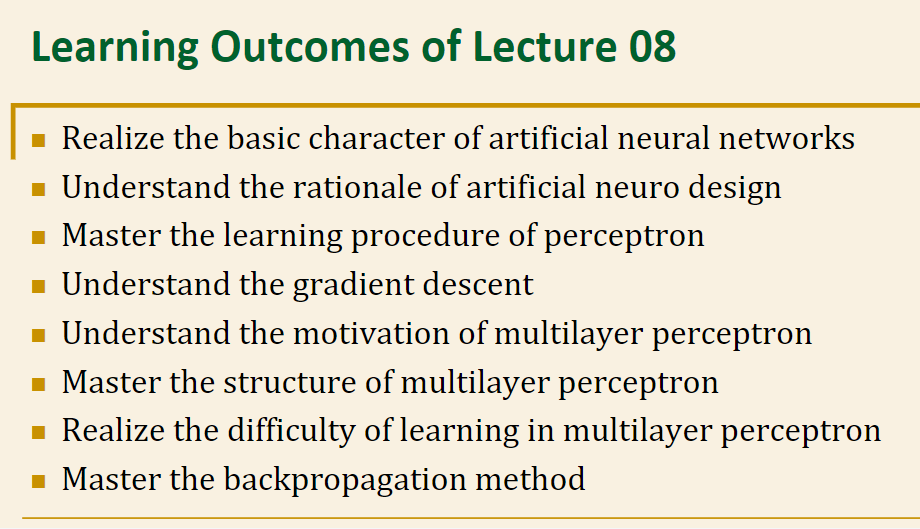 Learning Outcomes of Lecture 08
Realize the basic character of artificial neural networks
Understand the rationale of artificial neuro design
Master the learning procedure of perceptron
Understand the gradient descent
Understand the motivation of multilayer perceptron
Master the structure of multilayer perceptron
Realize the difficulty of learning in multilayer perceptron
Master the backpropagation method